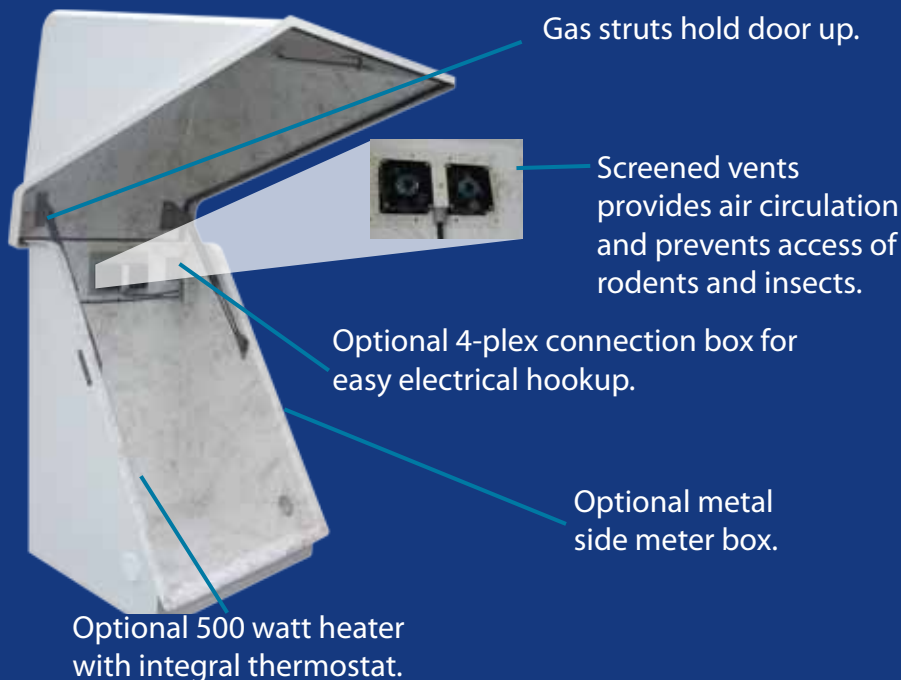 Gas struts hold door up.
Screened vents
provides air circulation
and prevents access of
rodents and insects.
Optional 4-plex connection box for
easy electrical hookup.
Optional metal
side meter box.
Optional 500 watt heater
with integral thermostat.